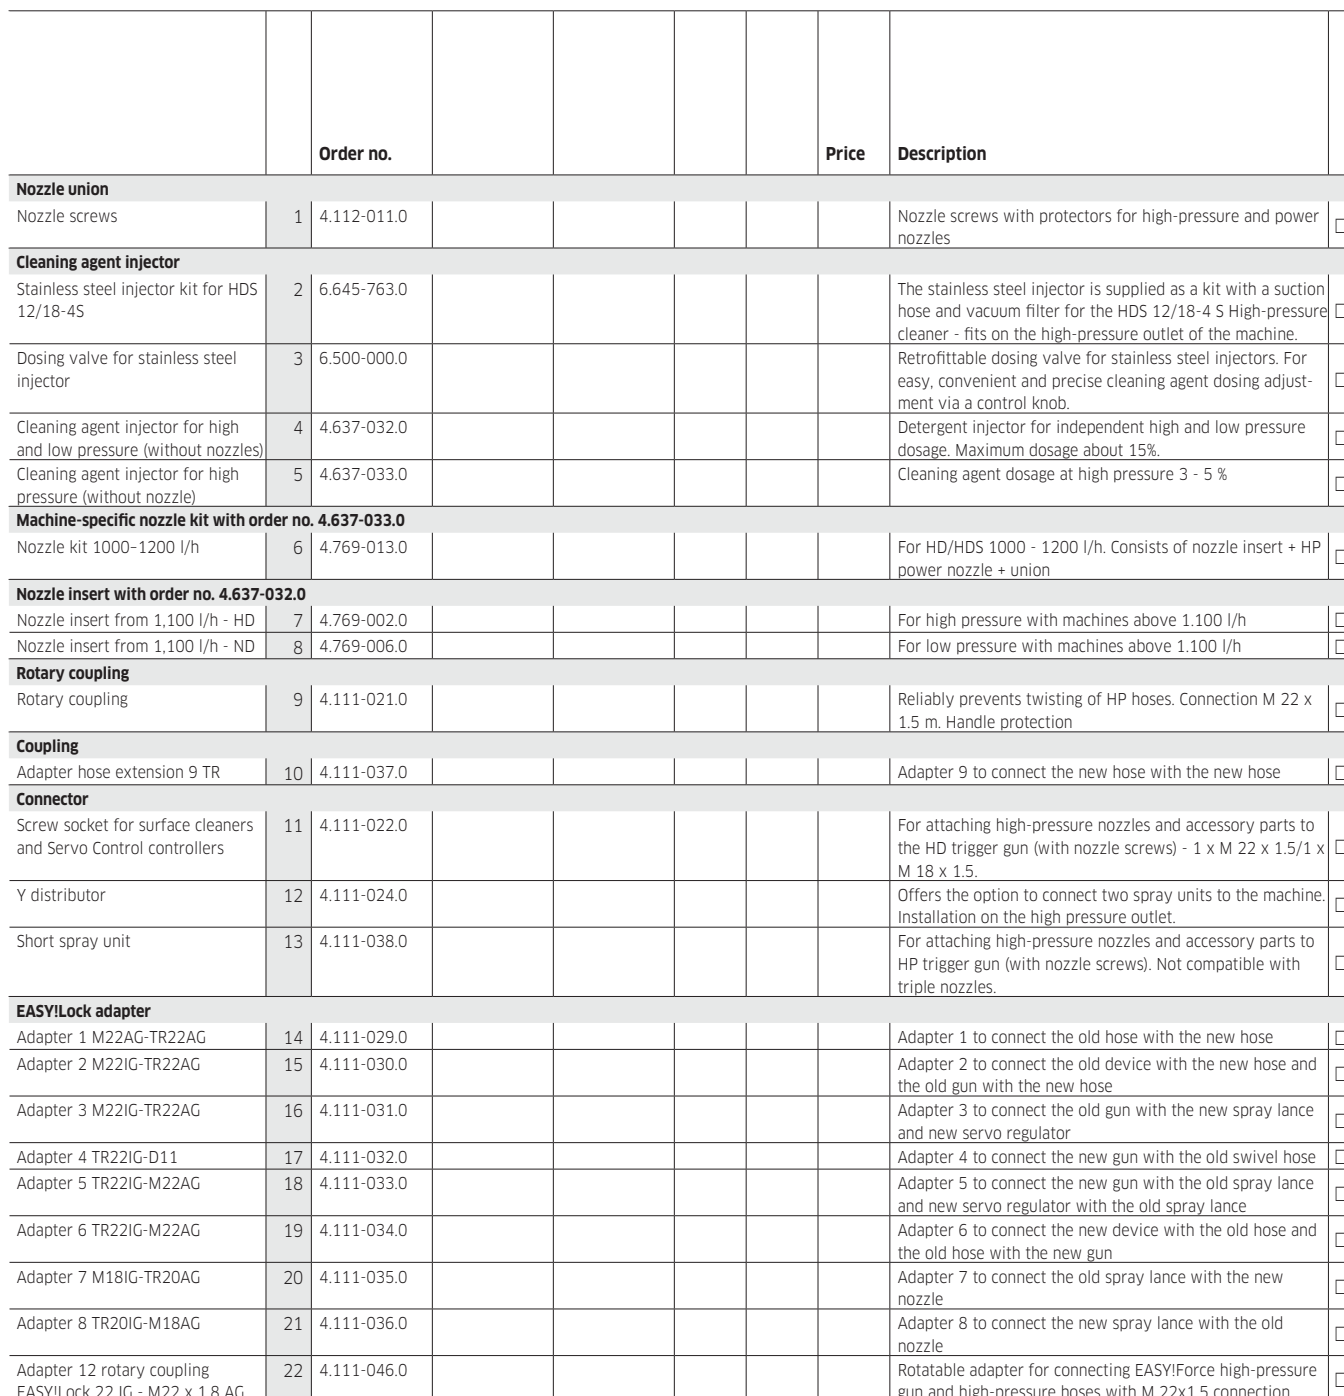 Order no. Price Description
Nozzle union
Nozzle screws 1 4.112-011.0 Nozzle screws with protectors for high-pressure and power
nozzles
Cleaning agent injector
Stainless steel injector kit for HDS 2 6.645-763.0 The stainless steel injector is supplied as a kit with a suction
12/18-4S hose and vacuum filter for the HDS 12/18-4 S High-pressure
cleaner - fits on the high-pressure outlet of the machine.
Dosing valve for stainless steel 3 6.500-000.0 Retrofittable dosing valve for stainless steel injectors. For
injector easy, convenient and precise cleaning agent dosing adjust-
ment via a control knob.
Cleaning agent injector for high 4 4.637-032.0 Detergent injector for independent high and low pressure
and low pressure (without nozzles) dosage. Maximum dosage about 15%.
Cleaning agent injector for high 5 4.637-033.0 Cleaning agent dosage at high pressure 3 - 5 %
pressure (without nozzle)
Machine-specific nozzle kit with order no. 4.637-033.0
Nozzle kit 1000–1200 l/h 6 4.769-013.0 For HD/HDS 1000 - 1200 l/h. Consists of nozzle insert + HP
power nozzle + union
Nozzle insert with order no. 4.637-032.0
Nozzle insert from 1,100 l/h - HD 7 4.769-002.0 For high pressure with machines above 1.100 l/h
Nozzle insert from 1,100 l/h - ND 8 4.769-006.0 For low pressure with machines above 1.100 l/h
Rotary coupling
Rotary coupling 9 4.111-021.0 Reliably prevents twisting of HP hoses. Connection M 22 x
1.5 m. Handle protection
Coupling
Adapter hose extension 9 TR 10 4.111-037.0 Adapter 9 to connect the new hose with the new hose
Connector
Screw socket for surface cleaners 11 4.111-022.0 For attaching high-pressure nozzles and accessory parts to
and Servo Control controllers the HD trigger gun (with nozzle screws) - 1 x M 22 x 1.5/1 x
M 18 x 1.5.
Y distributor 12 4.111-024.0 Offers the option to connect two spray units to the machine.
Installation on the high pressure outlet.
Short spray unit 13 4.111-038.0 For attaching high-pressure nozzles and accessory parts to
HP trigger gun (with nozzle screws). Not compatible with
triple nozzles.
EASY!Lock adapter
Adapter 1 M22AG-TR22AG 14 4.111-029.0 Adapter 1 to connect the old hose with the new hose
Adapter 2 M22IG-TR22AG 15 4.111-030.0 Adapter 2 to connect the old device with the new hose and
the old gun with the new hose
Adapter 3 M22IG-TR22AG 16 4.111-031.0 Adapter 3 to connect the old gun with the new spray lance
and new servo regulator
Adapter 4 TR22IG-D11 17 4.111-032.0 Adapter 4 to connect the new gun with the old swivel hose
Adapter 5 TR22IG-M22AG 18 4.111-033.0 Adapter 5 to connect the new gun with the old spray lance
and new servo regulator with the old spray lance
Adapter 6 TR22IG-M22AG 19 4.111-034.0 Adapter 6 to connect the new device with the old hose and
the old hose with the new gun
Adapter 7 M18IG-TR20AG 20 4.111-035.0 Adapter 7 to connect the old spray lance with the new
nozzle
Adapter 8 TR20IG-M18AG 21 4.111-036.0 Adapter 8 to connect the new spray lance with the old
nozzle
Adapter 12 rotary coupling 22 4.111-046.0 Rotatable adapter for connecting EASY!Force high-pressure
EASY!Lock 22 IG - M22 x 1.8 AG gun and high-pressure hoses with M 22x1.5 connection